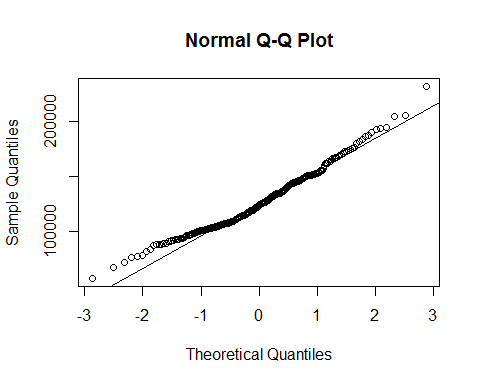 Normal Q-Q Plot
Sample Quantiles
200000
100000
-3 -2 -1 0 1 2 3
Theoretical Quantiles